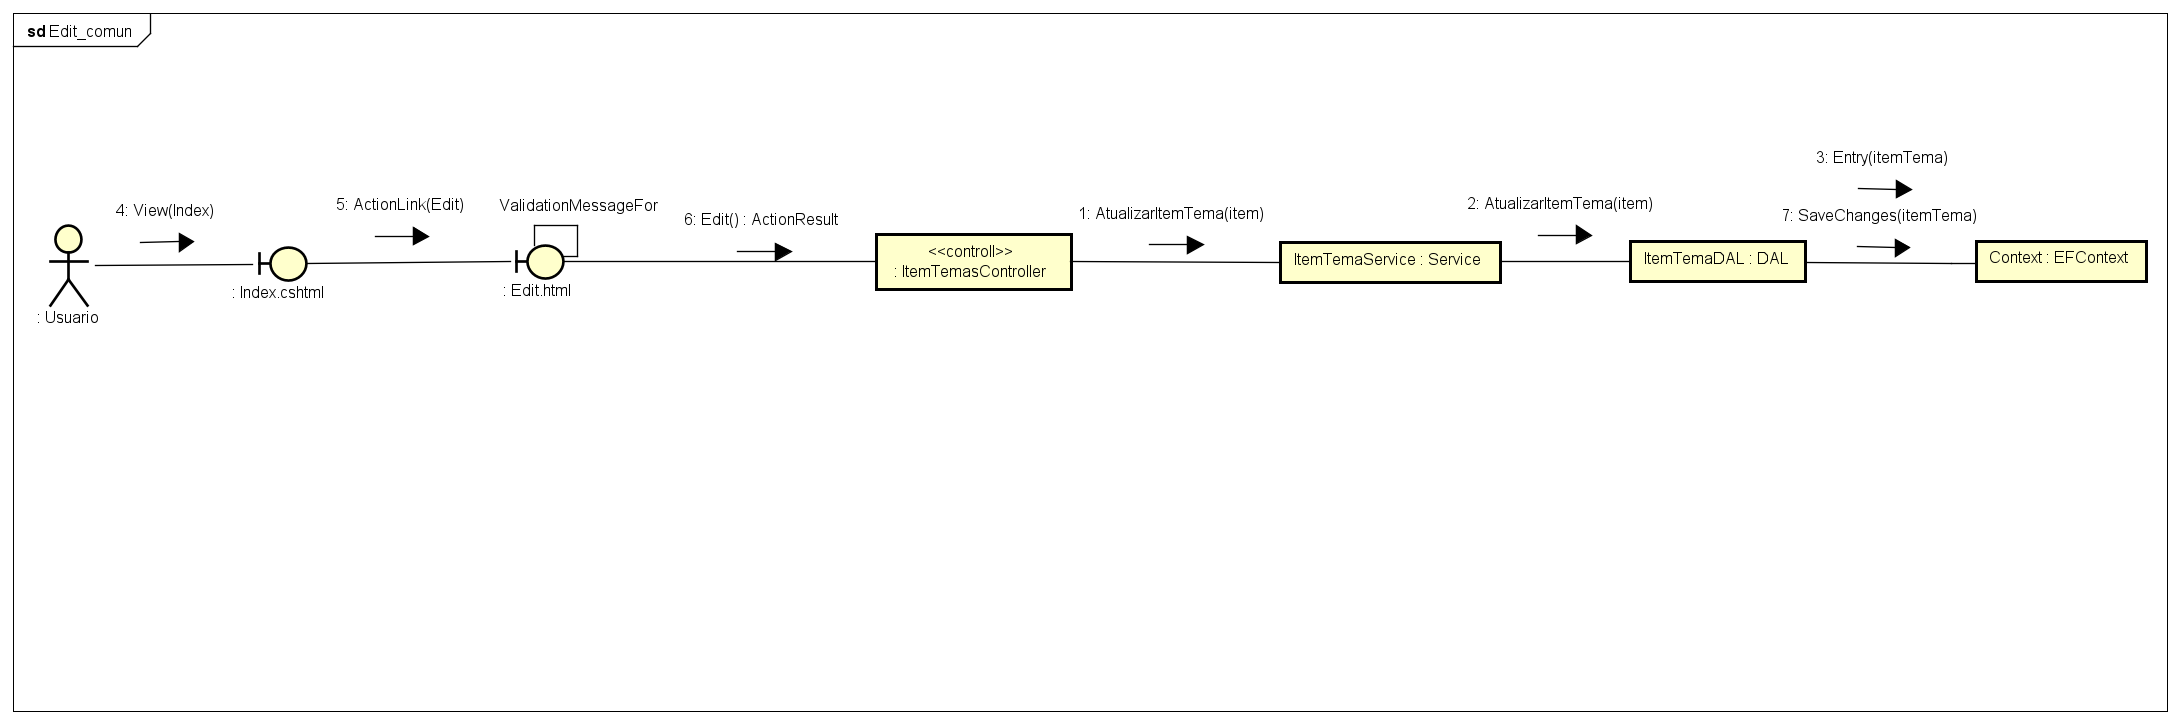 sd Edit_comun
3: Entry(itemTema)
4: View(Index)
5: ActionLink(Edit)
ValidationMessageFor
6: Edit() : ActionResult
1: AtualizarItemTema(item)
2: AtualizarItemTema(item)
7: SaveChanges(itemTema)
: Usuario
: Index.cshtml
: Edit.html
<<controll>>
: ItemTemasController
ItemTemaService : Service
ItemTemaDAL : DAL
Context : EFContext